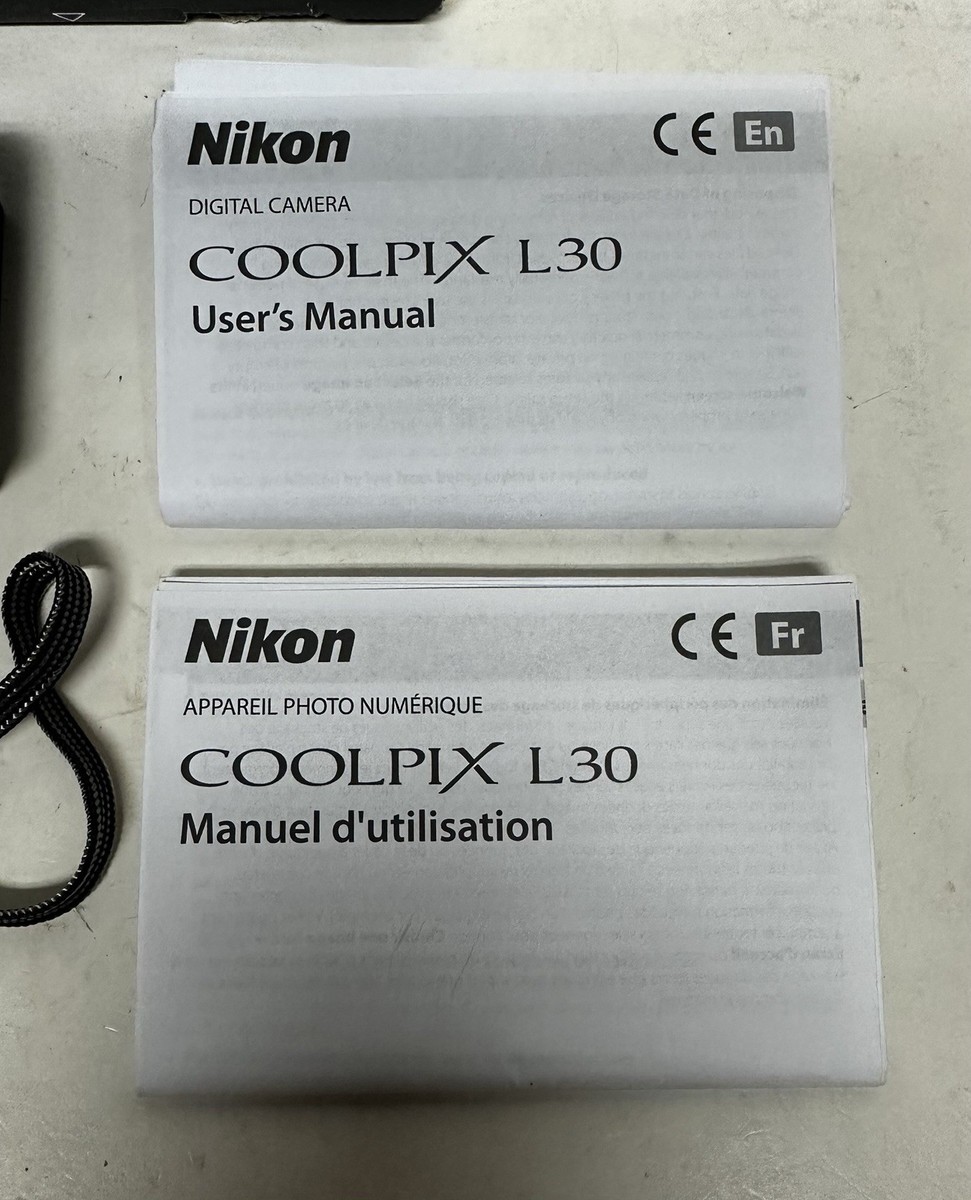 Nikon CE En
DIGITAL CAMERA
COOLPIX L30
User's Manual
Nikon CE Fr
APPAREIL PHOTO NUMÉRIQUE
COOLPIX L30
Manuel d'utilisation